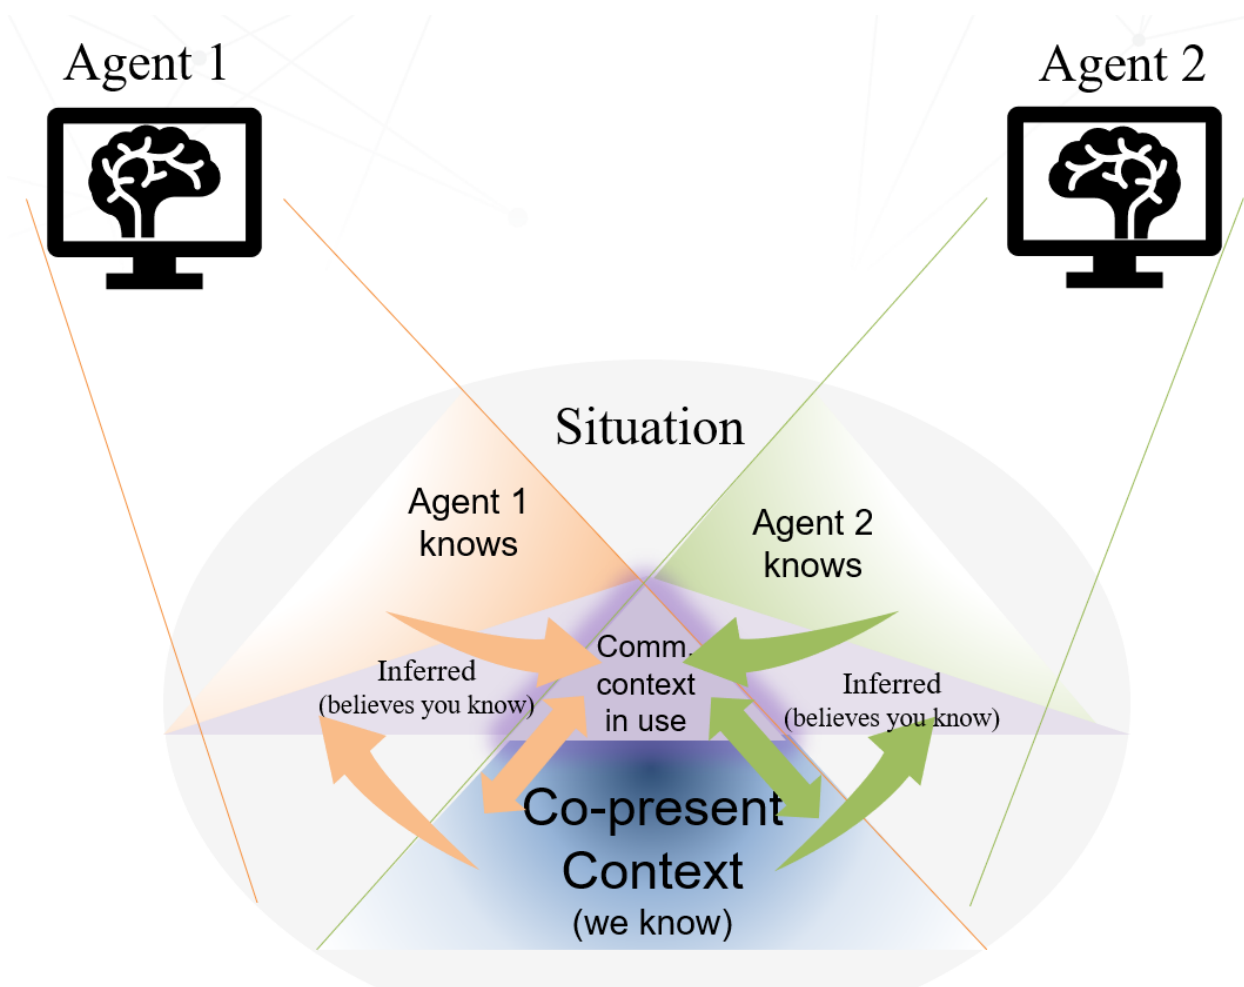 Agent 1
Agent 2
Situation
Agent 1
knows
Agent 2
knows
Comm.
context
in use
Inferred
(believes you know)
Inferred
(believes you know)
Co-present
Context
(we know)